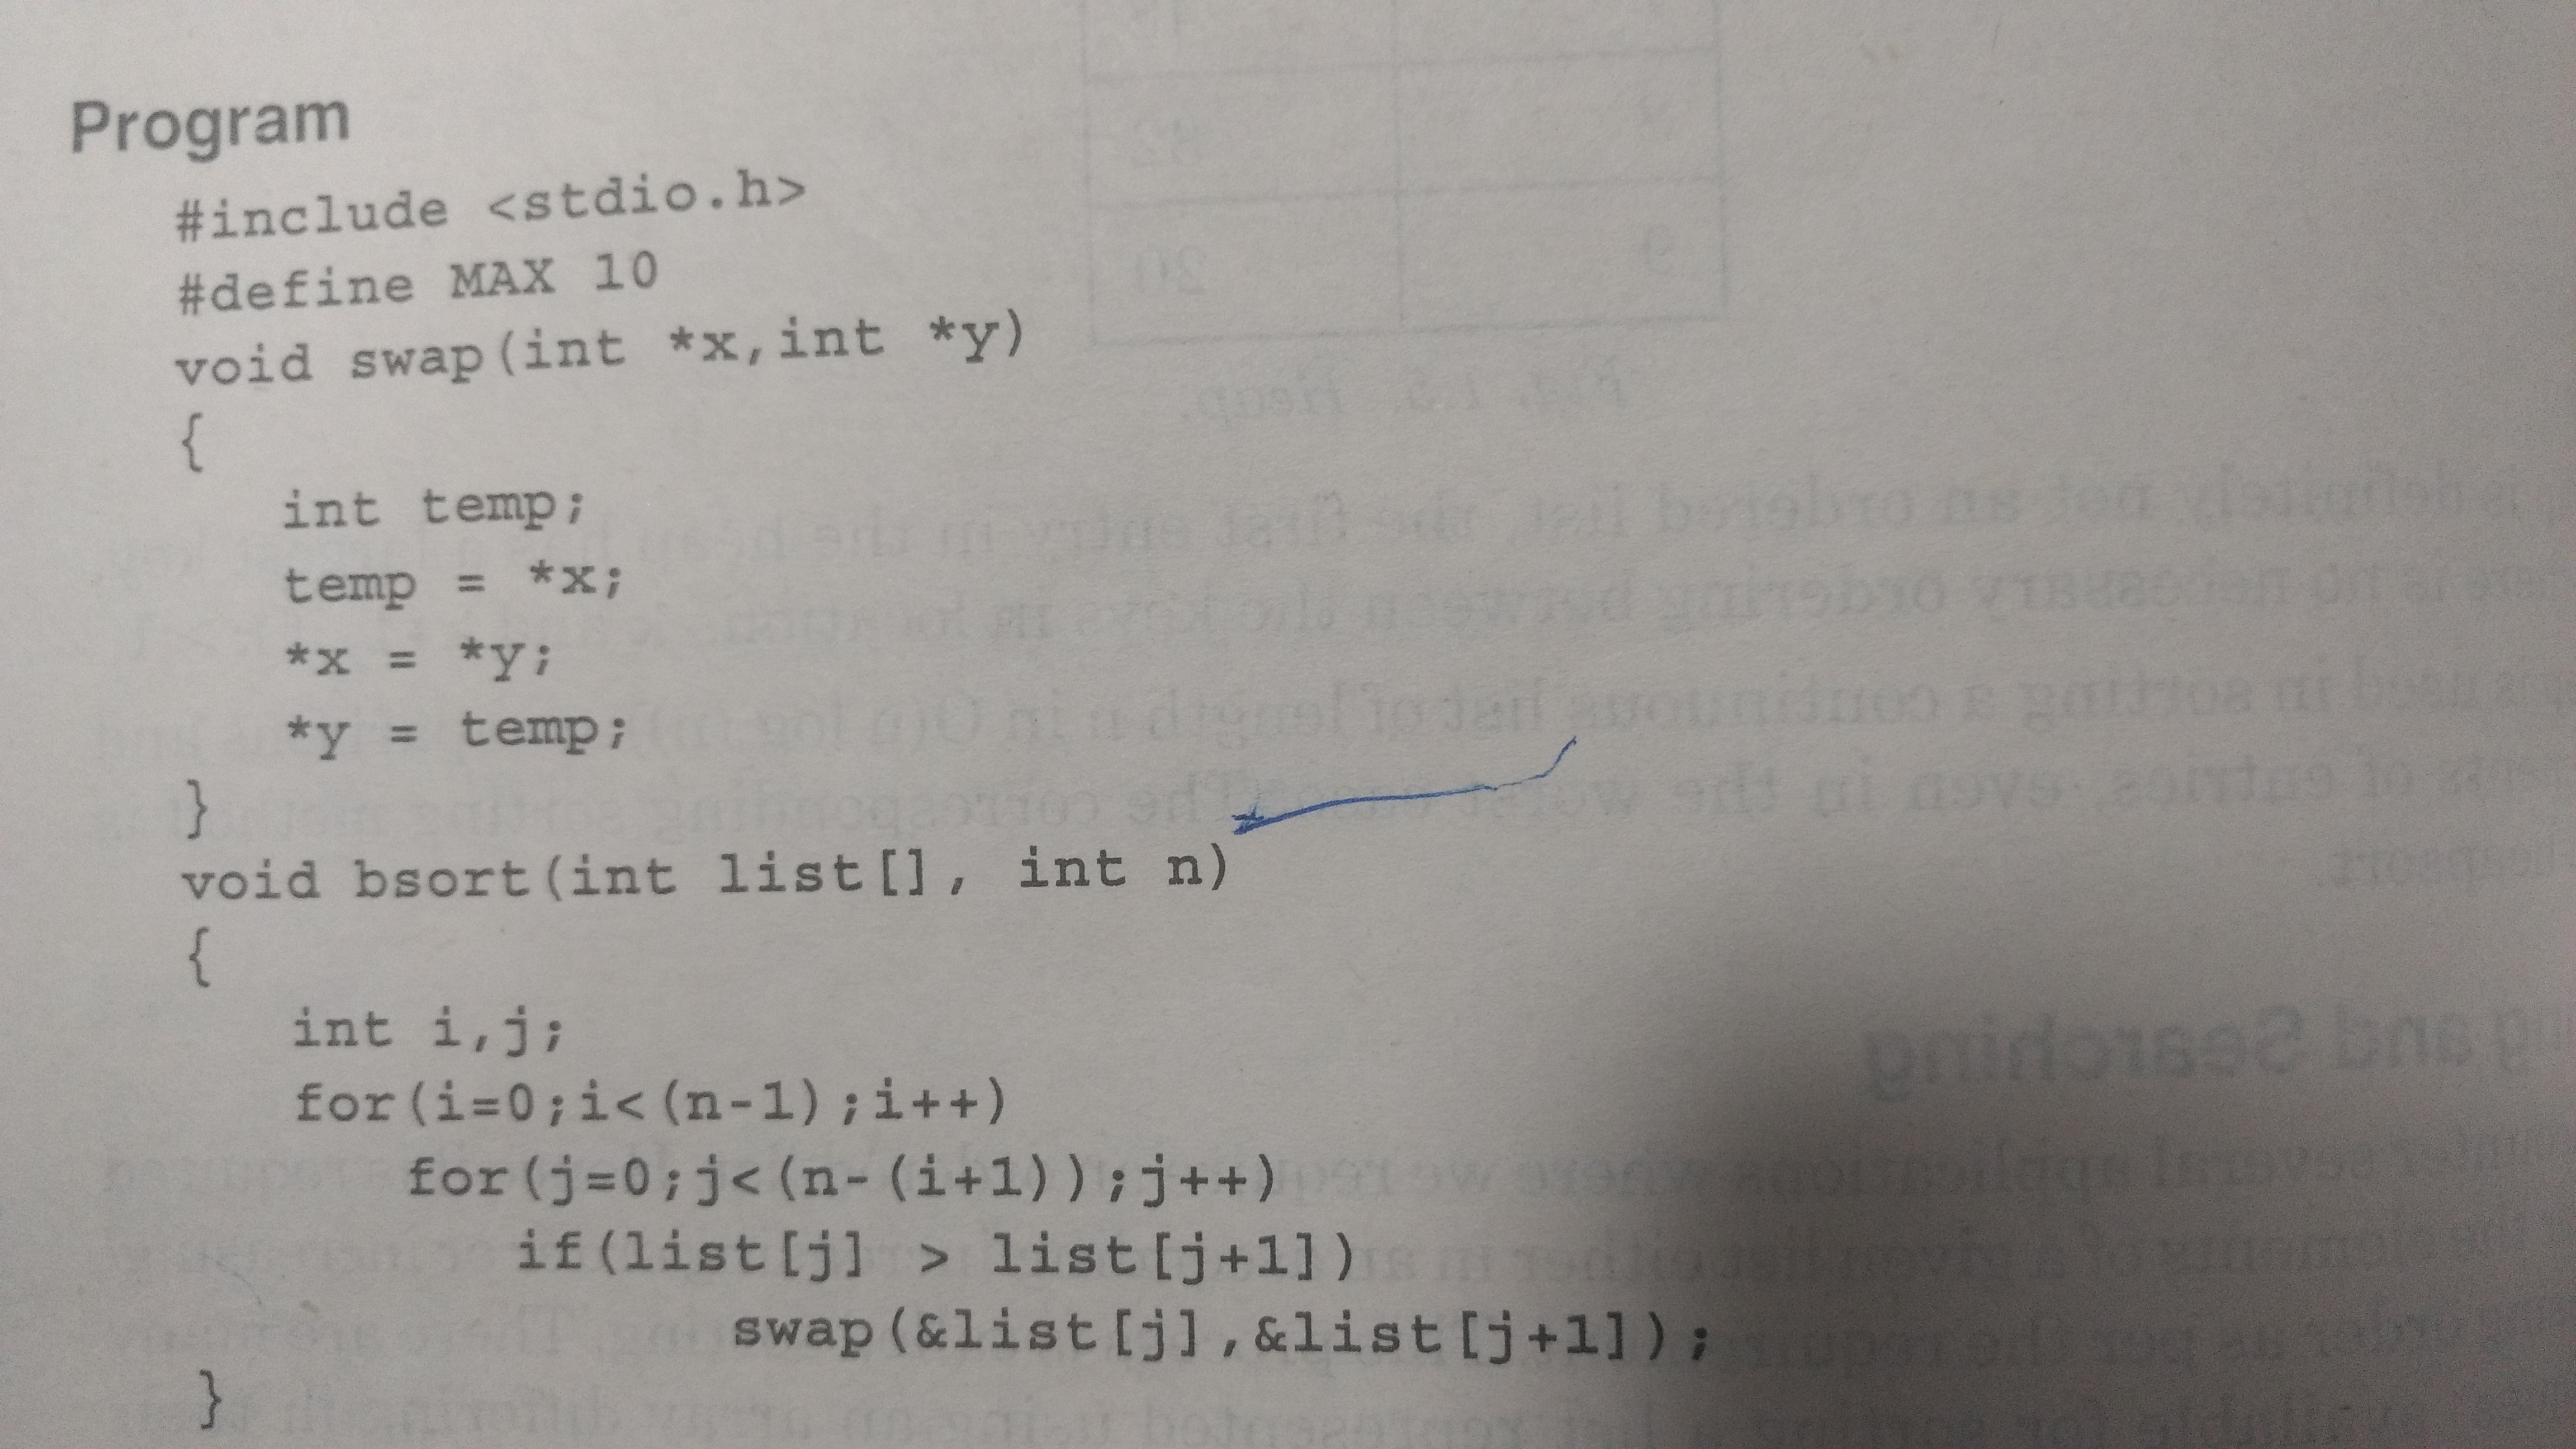 Program
#include <stdio.h>
#define MAX 10
void swap(int *x,int *y)
{
int temp;
temp = *x;
*x = *y;
*y = temp;
}
void bsort(int list[], int n)
{
int i,j;
for(i=0;i<(n-1);i++)
for(j=0;j<(n-(i+1));j++)
if(list[j] > list[j+1])
swap(&list[j],&list[j+1]);
}